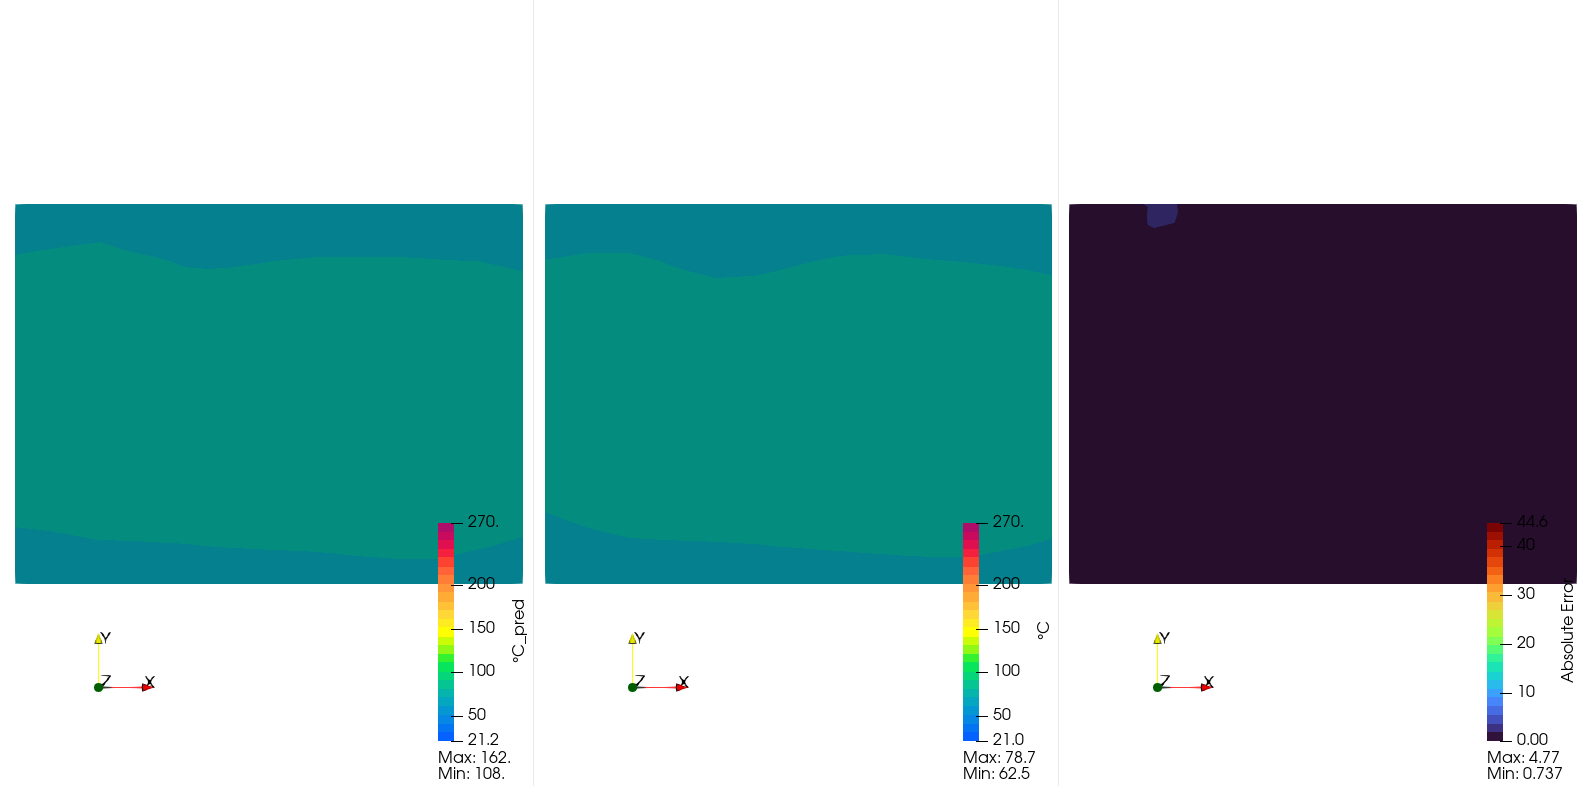 270.
200
150
100
50
21.2
°C_pred
Max: 162.
Min: 108.
Y
Z
X
270.
200
150
100
50
21.0
°C
Max: 78.7
Min: 62.5
Y
Z
X
44.6
40
30
20
10
0.00
Absolute Error
Max: 4.77
Min: 0.737
Y
Z
X